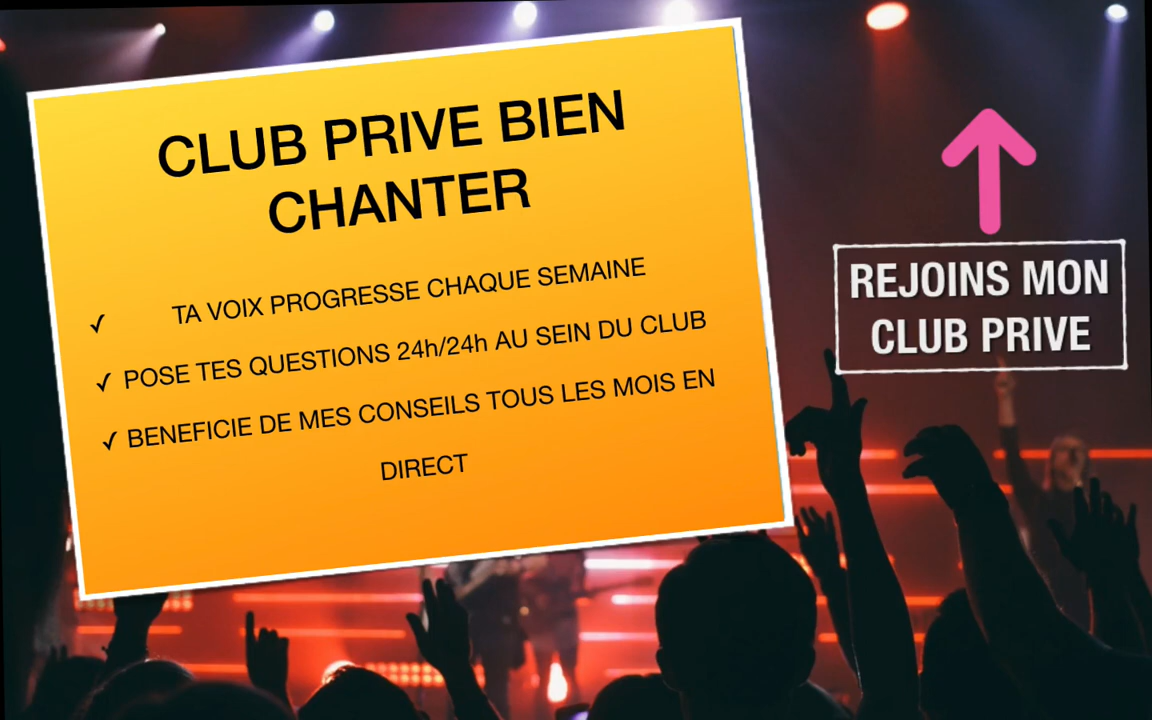 CLUB PRIVE BIEN
CHANTER
✓ TA VOIX PROGRESSE CHAQUE SEMAINE
✓ POSE TES QUESTIONS 24h/24h AU SEIN DU CLUB
✓ BENEFICIE DE MES CONSEILS TOUS LES MOIS EN
DIRECT
REJOINS MON
CLUB PRIVE